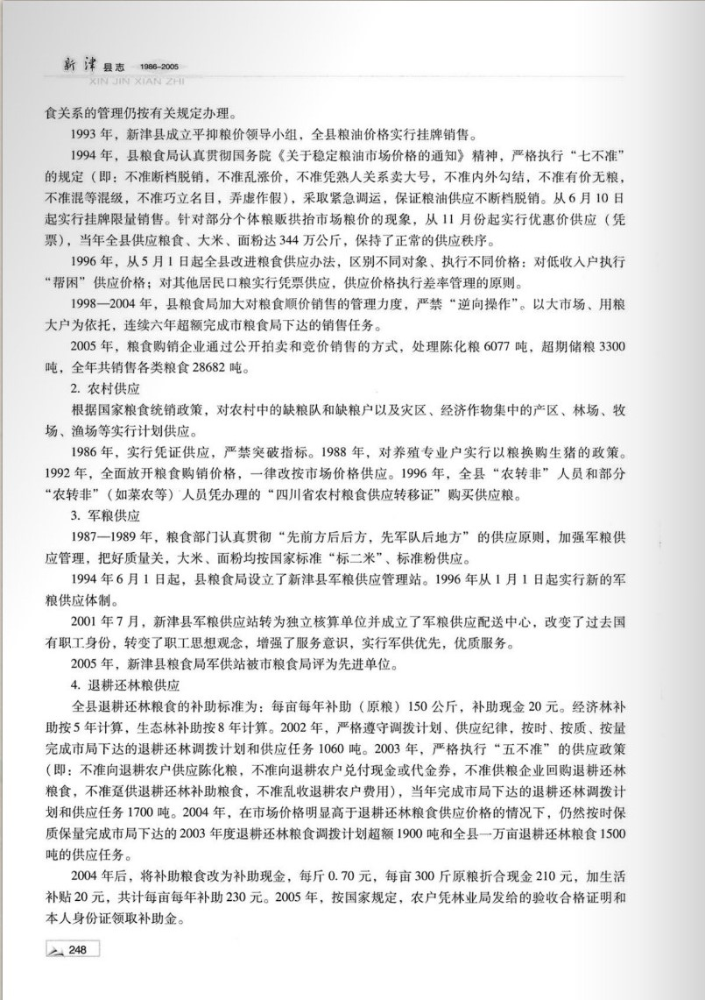 新津 县志 1986-2005
XIN JIN XIAN ZHI
食关系的管理仍按有关规定办理。
1993 年，新津县成立平抑粮价领导小组，全县粮油价格实行挂牌销售。
1994 年，县粮食局认真贯彻国务院《关于稳定粮油市场价格的通知》精神，严格执行“七不准”
的规定（即：不准断档脱销，不准乱涨价，不准凭熟人关系卖大号，不准内外勾结，不准有价无粮，
不准混等混级，不准巧立名目，弄虚作假），采取紧急调运，保证粮油供应不断档脱销。从 6 月 10 日
起实行挂牌限量销售。针对部分个体粮贩拱抬市场粮价的现象，从 11 月份起实行优惠价供应（凭
票），当年全县供应粮食、大米、面粉达 344 万公斤，保持了正常的供应秩序。
1996 年，从 5 月 1 日起全县改进粮食供应办法，区别不同对象、执行不同价格：对低收入户执行
“帮困”供应价格；对其他居民口粮实行凭票供应，供应价格执行差率管理的原则。
1998—2004 年，县粮食局加大对粮食顺价销售的管理力度，严禁“逆向操作”。以大市场、用粮
大户为依托，连续六年超额完成市粮食局下达的销售任务。
2005 年，粮食购销企业通过公开拍卖和竞价销售的方式，处理陈化粮 6077 吨，超期储粮 3300
吨，全年共销售各类粮食 28682 吨。
2. 农村供应
根据国家粮食统销政策，对农村中的缺粮队和缺粮户以及灾区、经济作物集中的产区、林场、牧
场、渔场等实行计划供应。
1986 年，实行凭证供应，严禁突破指标。1988 年，对养殖专业户实行以粮换购生猪的政策。
1992 年，全面放开粮食购销价格，一律改按市场价格供应。1996 年，全县“农转非”人员和部分
“农转非”（如菜农等）人员凭办理的“四川省农村粮食供应转移证”购买供应粮。
3. 军粮供应
1987—1989 年，粮食部门认真贯彻“先前方后后方，先军队后地方”的供应原则，加强军粮供
应管理，把好质量关，大米、面粉均按国家标准“标二米”、标准粉供应。
1994 年 6 月 1 日起，县粮食局设立了新津县军粮供应管理站。1996 年从 1 月 1 日起实行新的军
粮供应体制。
2001 年 7 月，新津县军粮供应站转为独立核算单位并成立了军粮供应配送中心，改变了过去国
有职工身份，转变了职工思想观念，增强了服务意识，实行军供优先，优质服务。
2005 年，新津县粮食局军供站被市粮食局评为先进单位。
4. 退耕还林粮供应
全县退耕还林粮食的补助标准为：每亩每年补助（原粮）150 公斤，补助现金 20 元。经济林补
助按 5 年计算，生态林补助按 8 年计算。2002 年，严格遵守调拨计划、供应纪律，按时、按质、按量
完成市局下达的退耕还林调拨计划和供应任务 1060 吨。2003 年，严格执行“五不准”的供应政策
（即：不准向退耕农户供应陈化粮，不准向退耕农户兑付现金或代金券，不准供粮企业回购退耕还林
粮食，不准趸供退耕还林补助粮食，不准乱收退耕农户费用），当年完成市局下达的退耕还林调拨计
划和供应任务 1700 吨。2004 年，在市场价格明显高于退耕还林粮食供应价格的情况下，仍然按时保
质保量完成市局下达的 2003 年度退耕还林粮食调拨计划超额 1900 吨和全县一万亩退耕还林粮食 1500
吨的供应任务。
2004 年后，将补助粮食改为补助现金，每斤 0.70 元，每亩 300 斤原粮折合现金 210 元，加生活
补贴 20 元，共计每亩每年补助 230 元。2005 年，按国家规定，农户凭林业局发给的验收合格证明和
本人身份证领取补助金。
248